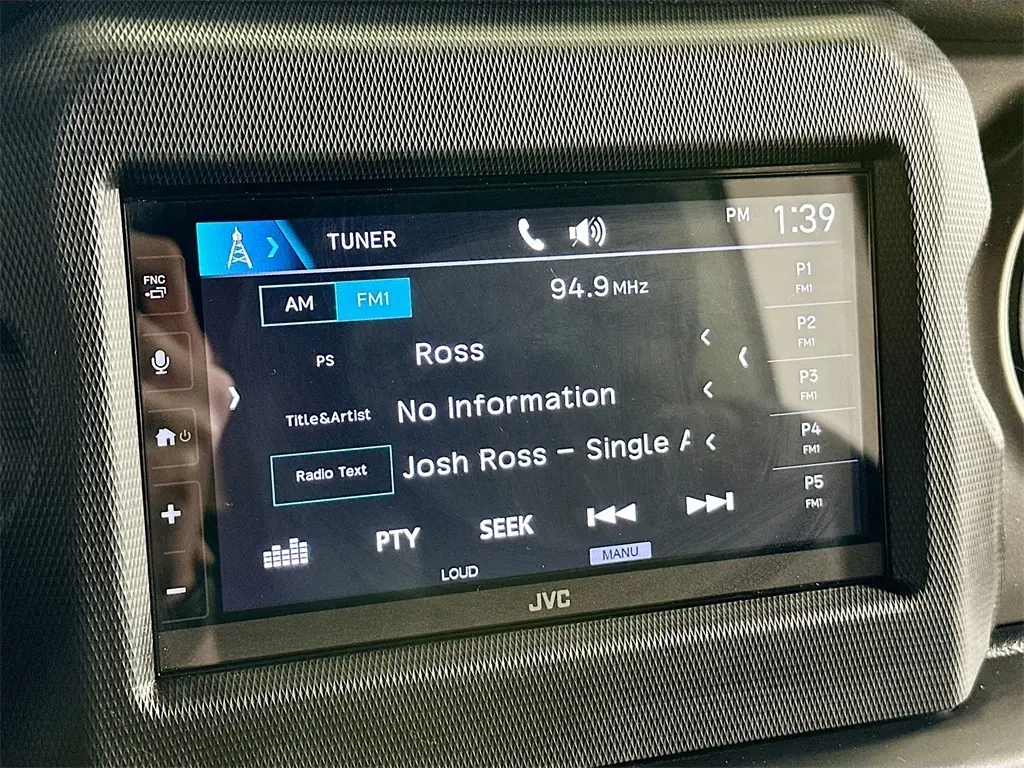 TUNER
PM 1:39
FNC
AM FM1
94.9 MHz
P1
FM1
PS Ross
P2
FM1
Title&Artist No Information
P3
FM1
Radio Text Josh Ross - Single
P4
FM1
P5
FM1
PTY SEEK
LOUD MANU
JVC